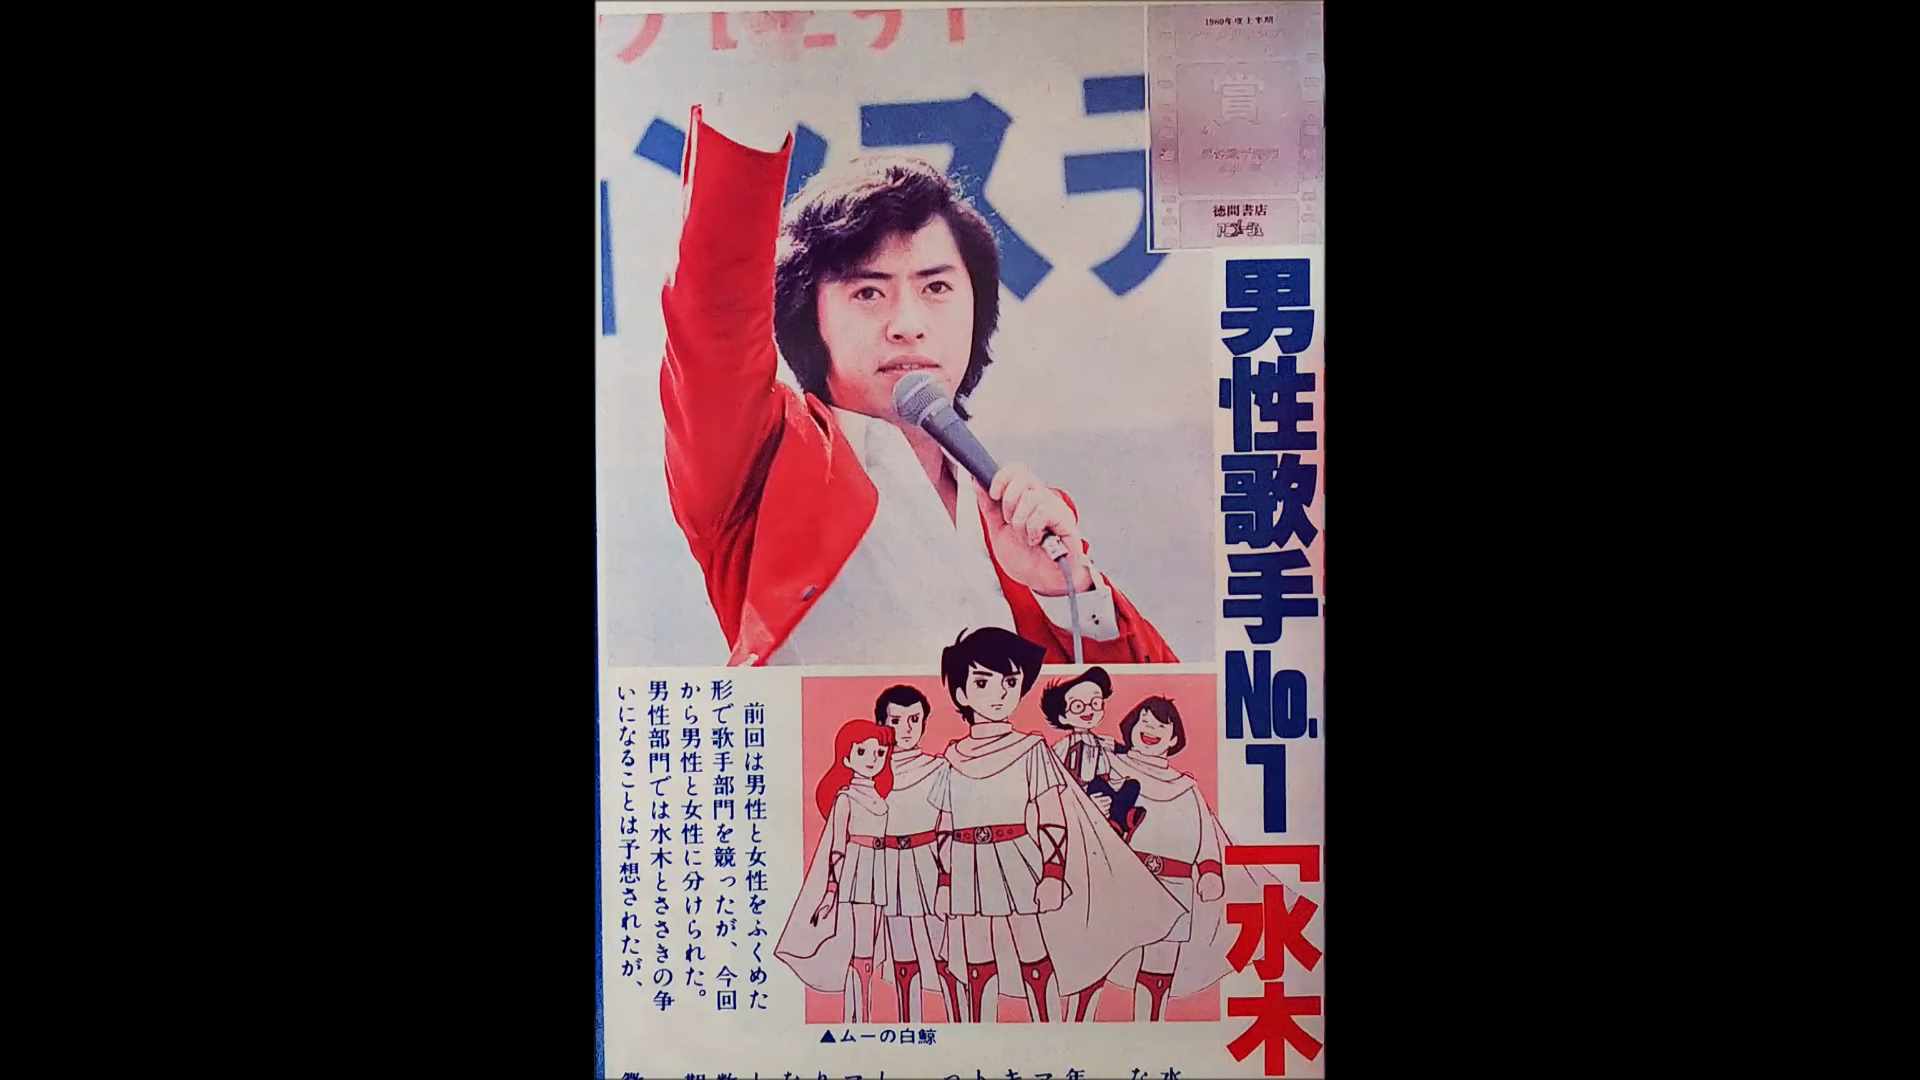 1980年度上半期
賞
徳間書店
男性歌手No.1「水木
前回は男性と女性をふくめた
形で歌手部門を競ったが、今回
から男性と女性に分けられた。
男性部門では水木とささきの争
いになることは予想されたが、
▲ムーの白鯨